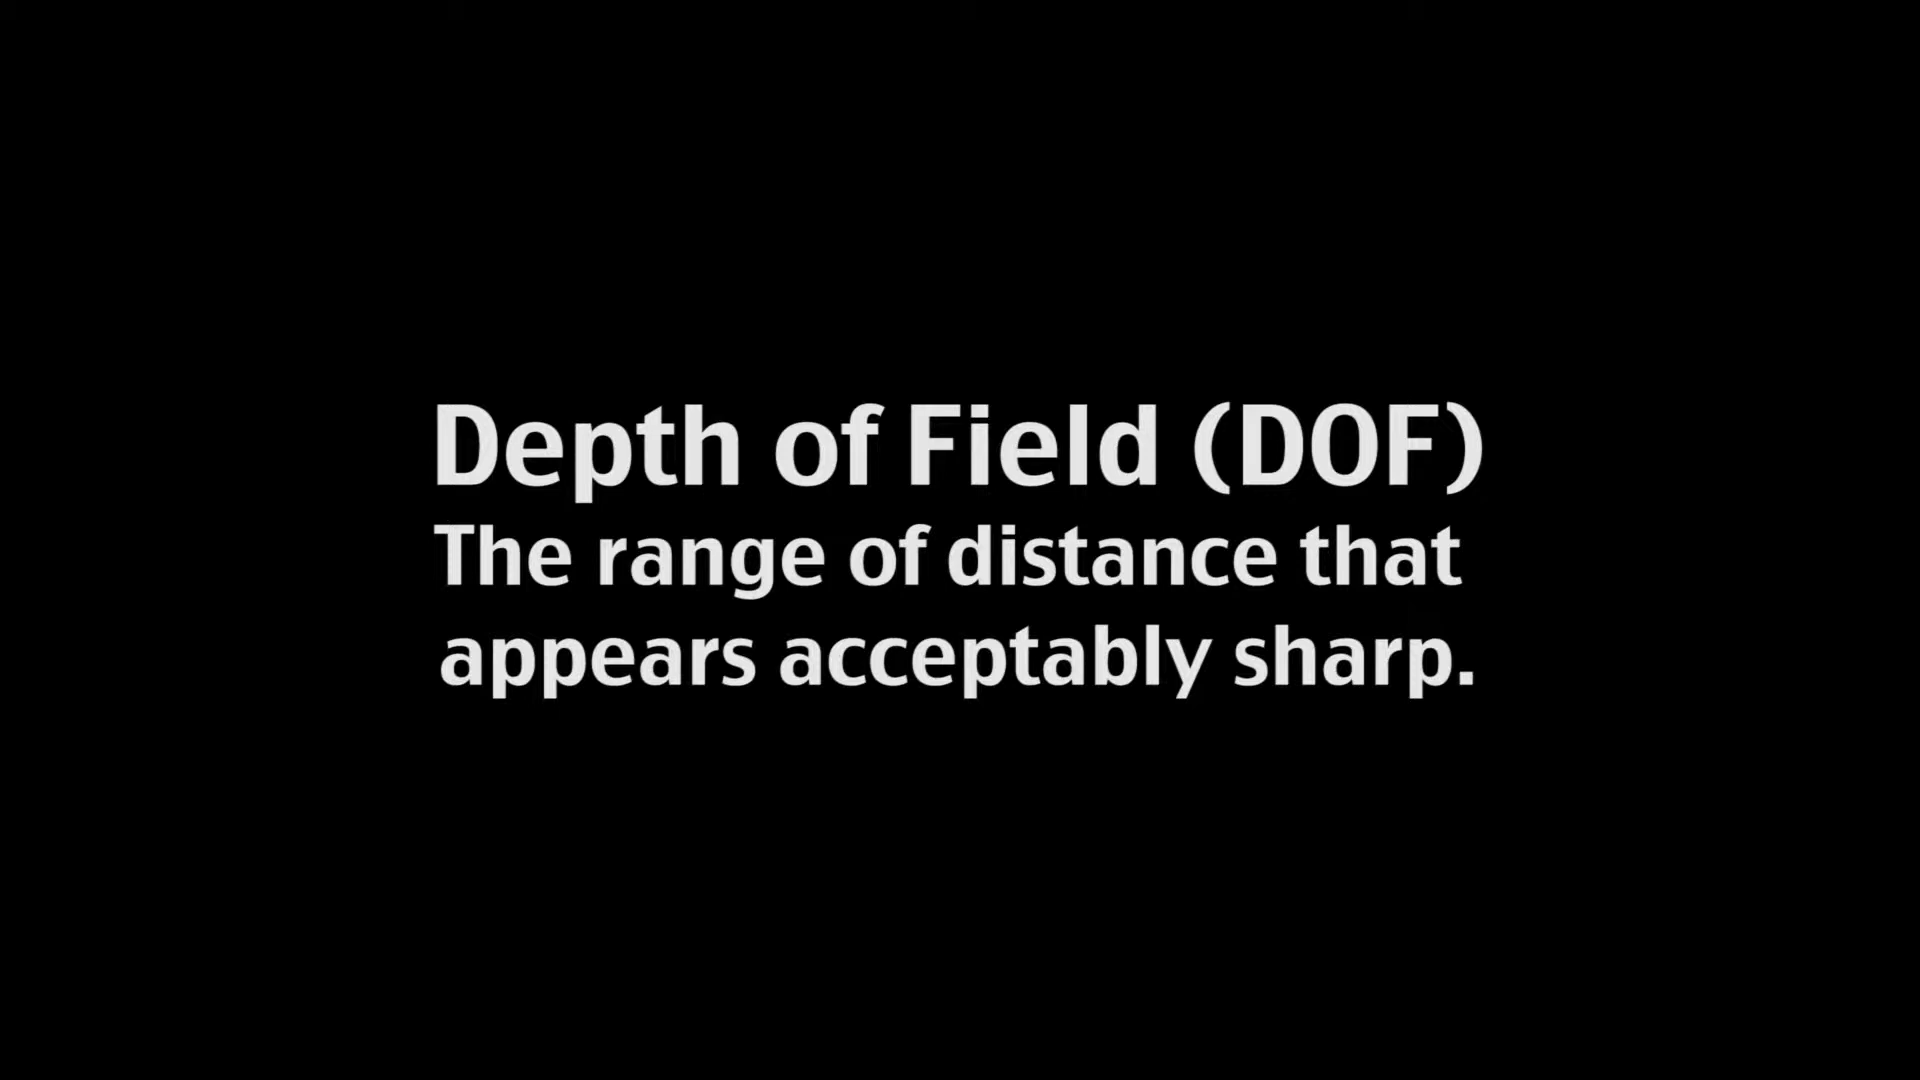 Depth of Field (DOF)
The range of distance that
appears acceptably sharp.